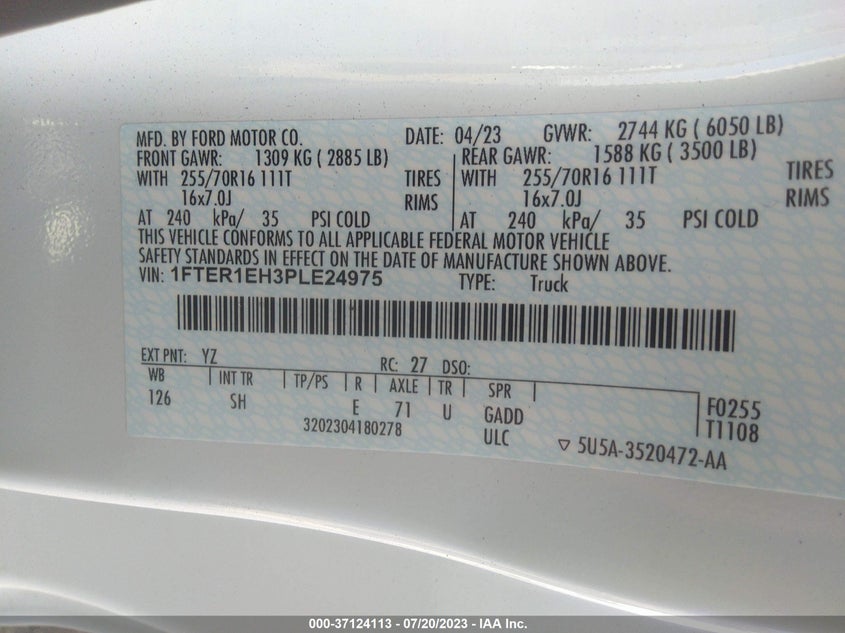 MFD. BY FORD MOTOR CO. DATE: 04/23 GVWR: 2744 KG ( 6050 LB)
FRONT GAWR: 1309 KG ( 2885 LB) REAR GAWR: 1588 KG ( 3500 LB)
WITH 255/70R16 111T TIRES WITH 255/70R16 111T TIRES
16x7.0J RIMS 16x7.0J RIMS
AT 240 kPa/ 35 PSI COLD AT 240 kPa/ 35 PSI COLD
THIS VEHICLE CONFORMS TO ALL APPLICABLE FEDERAL MOTOR VEHICLE
SAFETY STANDARDS IN EFFECT ON THE DATE OF MANUFACTURE SHOWN ABOVE.
VIN: 1FTER1EH3PLE24975 TYPE: Truck
EXT PNT: YZ RC: 27 DSO:
WB INT TR TP/PS R AXLE TR SPR
126 SH E 71 U GADD F0255
3202304180278 ULC T1108
5U5A-3520472-AA
000-37124113 - 07/20/2023 - IAA Inc.